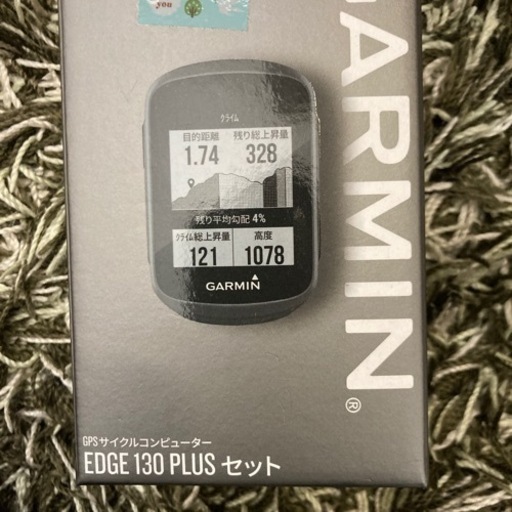 you
GARMIN®
クライム
目的距離 残り総上昇量
1.74 328
残り平均勾配 4%
クライム総上昇量 高度
121 1078
GARMIN
GPSサイクルコンピューター
EDGE 130 PLUS セット